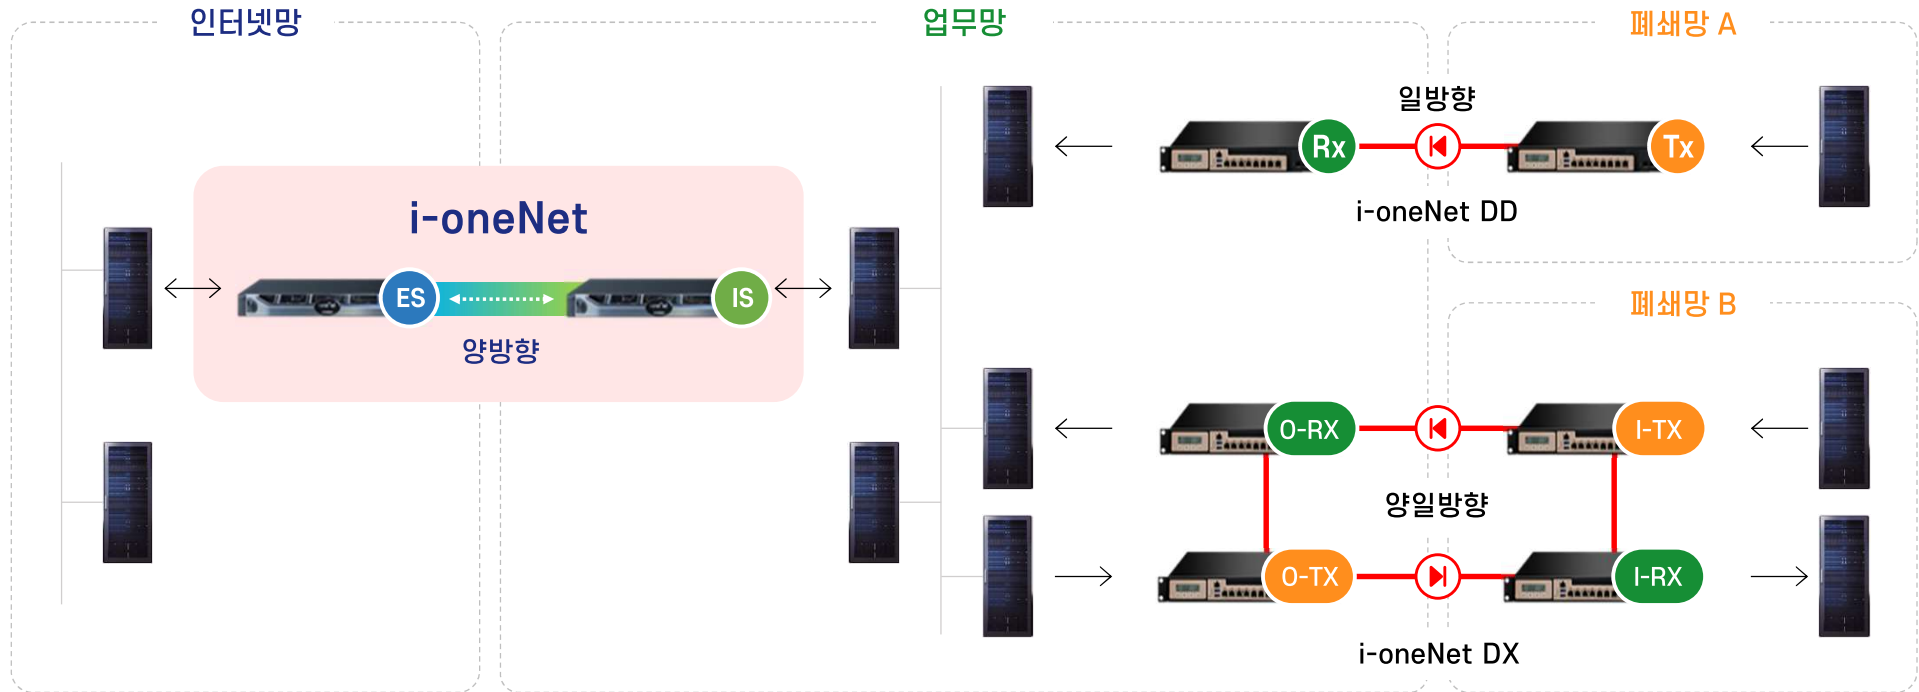 인터넷망
업무망
폐쇄망 A
일방향
Rx
Tx
i-oneNet DD
i-oneNet
ES
IS
양방향
폐쇄망 B
O-RX
I-TX
양일방향
O-TX
I-RX
i-oneNet DX